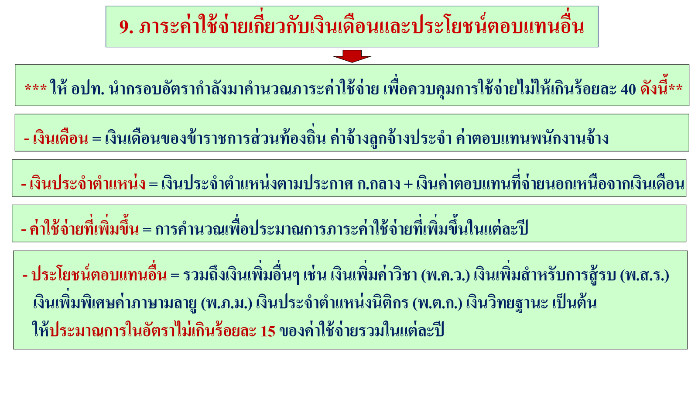 9. ภาระค่าใช้จ่ายเกี่ยวกับเงินเดือนและประโยชน์ตอบแทนอื่น
*** ให้ อปท. นำกรอบอัตรากำลังมาคำนวณภาระค่าใช้จ่าย เพื่อควบคุมการใช้จ่ายไม่ให้เกินร้อยละ 40 ดังนี้**
- เงินเดือน = เงินเดือนของข้าราชการส่วนท้องถิ่น ค่าจ้างลูกจ้างประจำ ค่าตอบแทนพนักงานจ้าง
- เงินประจำตำแหน่ง = เงินประจำตำแหน่งตามประกาศ ก.กลาง + เงินค่าตอบแทนที่จ่ายนอกเหนือจากเงินเดือน
- ค่าใช้จ่ายที่เพิ่มขึ้น = การคำนวณเพื่อประมาณการภาระค่าใช้จ่ายที่เพิ่มขึ้นในแต่ละปี
- ประโยชน์ตอบแทนอื่น = รวมถึงเงินเพิ่มอื่นๆ เช่น เงินเพิ่มค่าวิชา (พ.ค.ว.) เงินเพิ่มสำหรับการสู้รบ (พ.ส.ร.)
เงินเพิ่มพิเศษค่าภาษามลายู (พ.ภ.ม.) เงินประจำตำแหน่งนิติกร (พ.ต.ก.) เงินวิทยฐานะ เป็นต้น
ให้ประมาณการในอัตราไม่เกินร้อยละ 15 ของค่าใช้จ่ายรวมในแต่ละปี